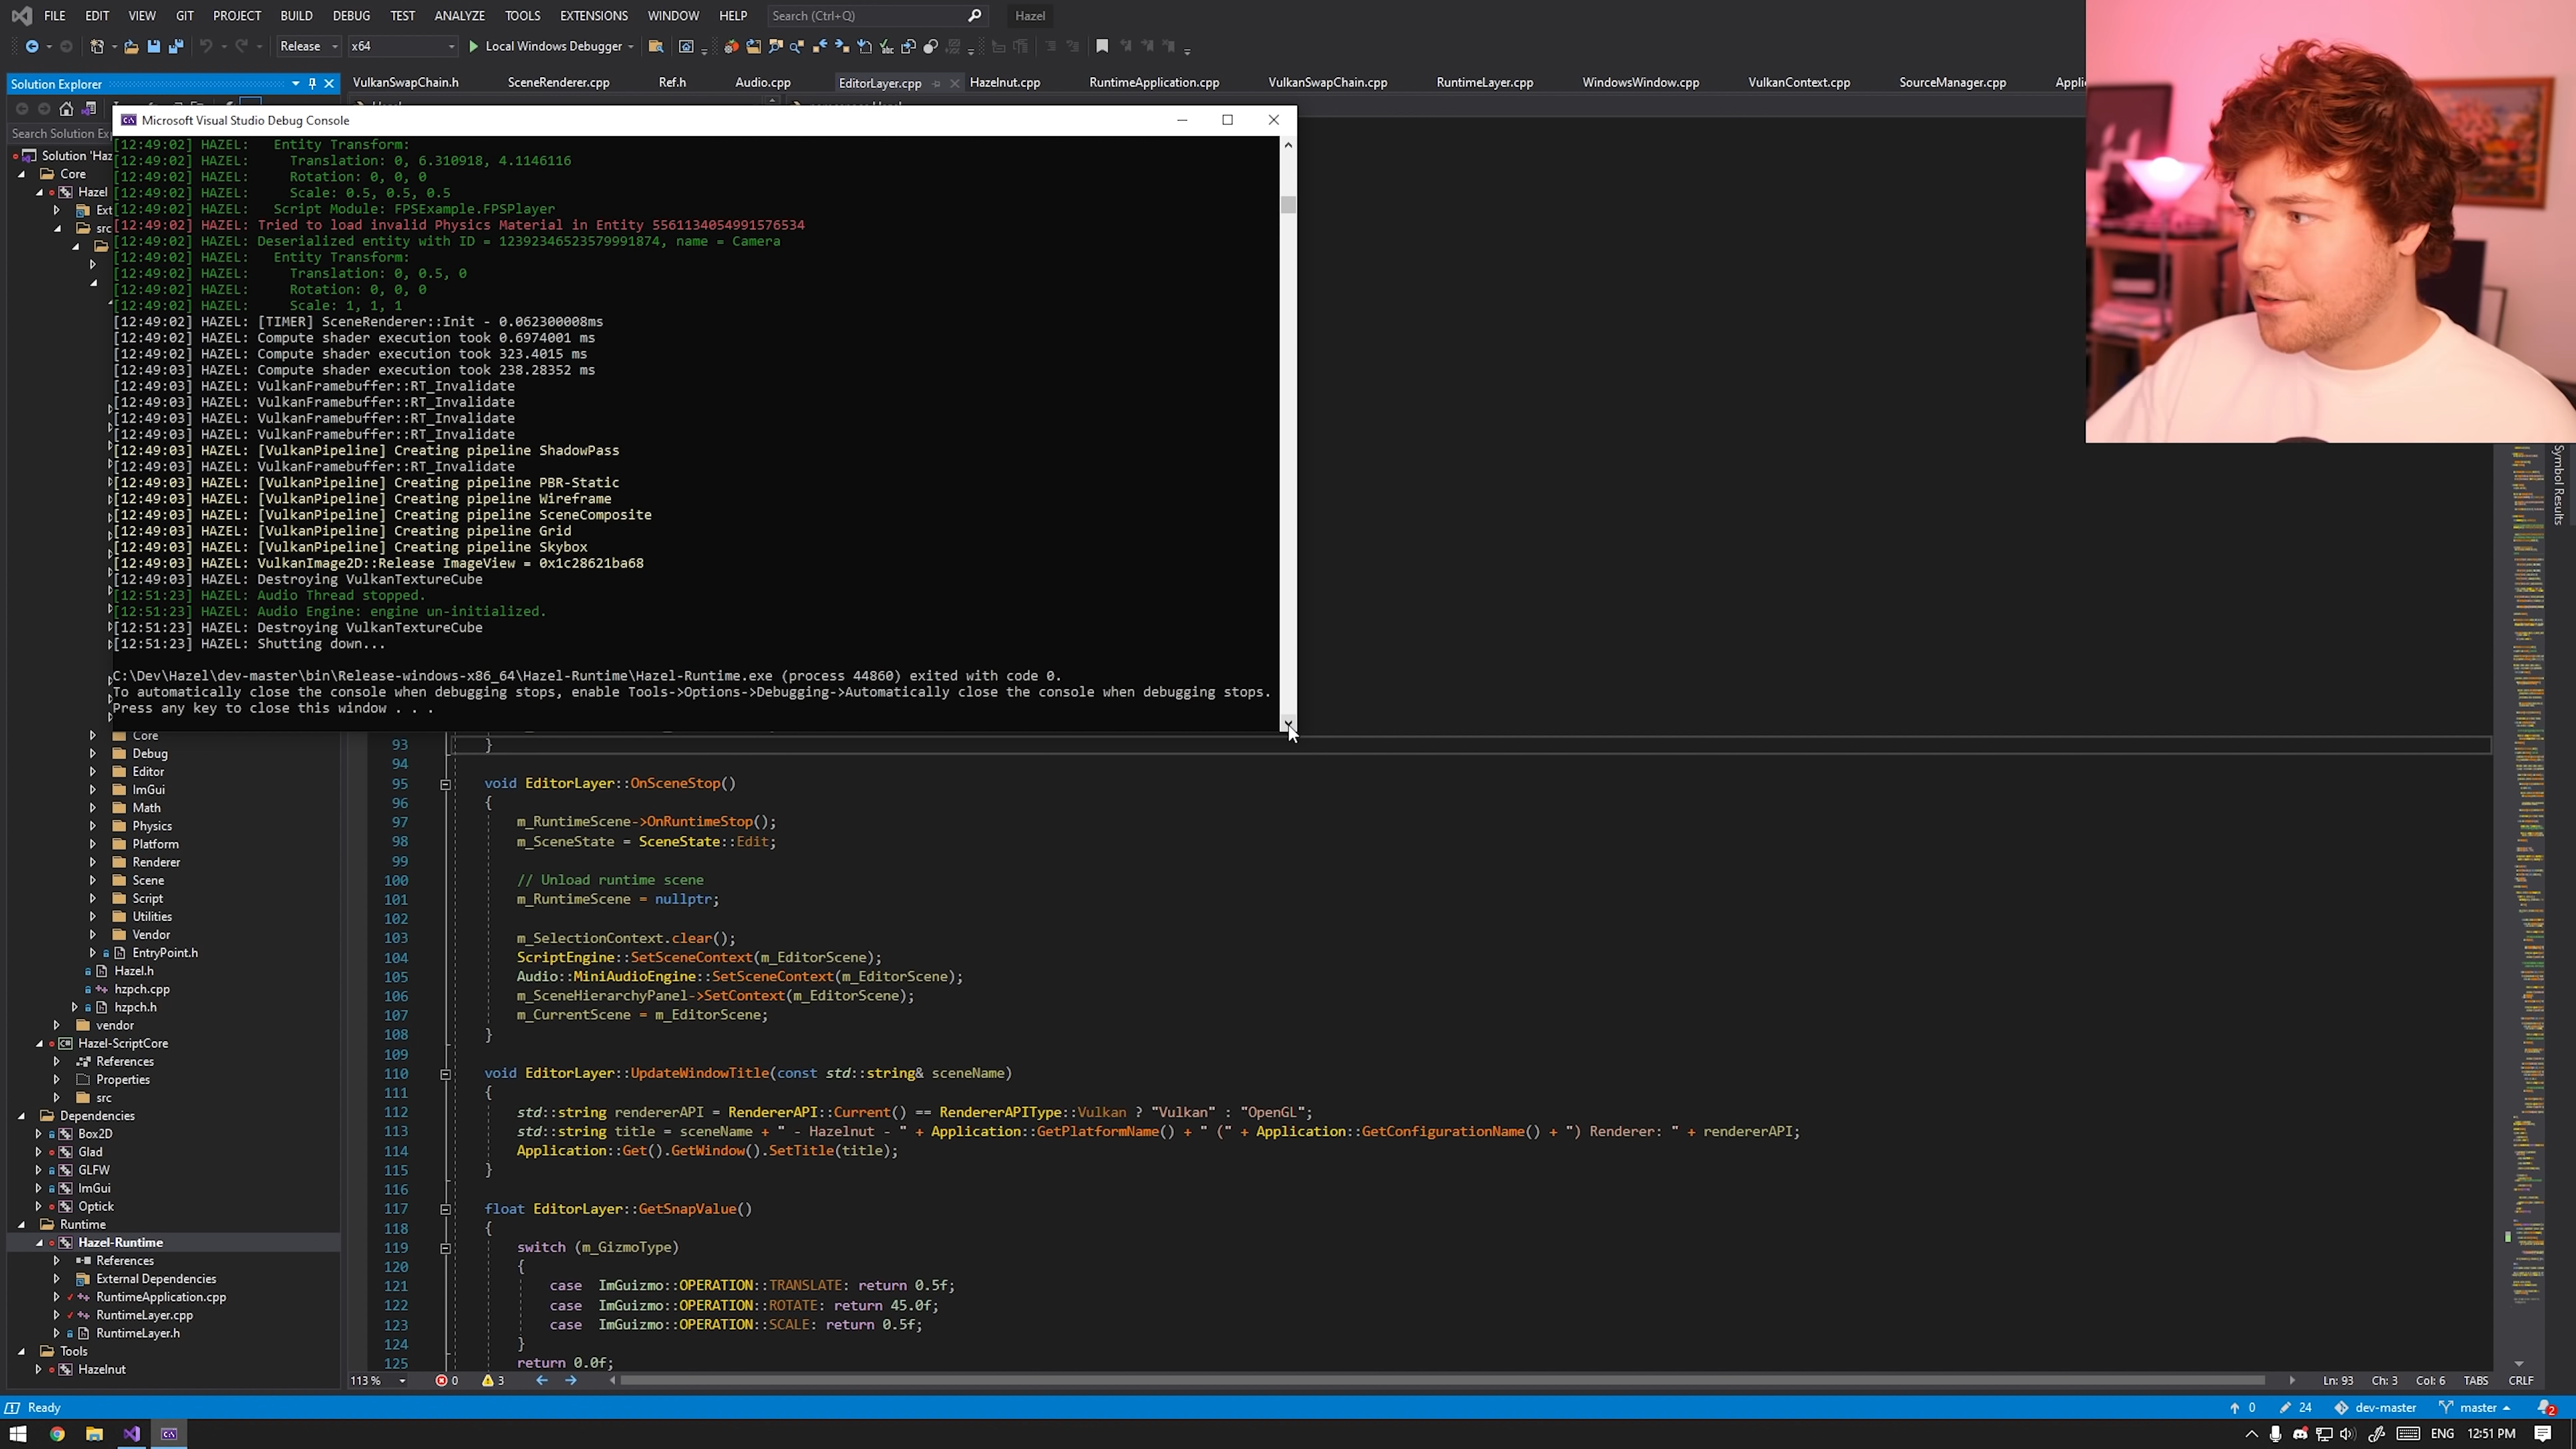 FILE EDIT VIEW GIT PROJECT BUILD DEBUG TEST ANALYZE TOOLS EXTENSIONS WINDOW HELP Search (Ctrl+Q) Hazel
Release x64 Local Windows Debugger
Solution Explorer
VulkanSwapChain.h SceneRenderer.cpp Ref.h Audio.cpp EditorLayer.cpp Hazelnut.cpp RuntimeApplication.cpp VulkanSwapChain.cpp RuntimeLayer.cpp WindowsWindow.cpp VulkanContext.cpp SourceManager.cpp Appli
Microsoft Visual Studio Debug Console
Search Solution Ex
Solution 'Haz
Core
Hazel
Ext
src
[12:49:02] HAZEL:   Entity Transform:
[12:49:02] HAZEL:     Translation: 0, 6.310918, 4.1146116
[12:49:02] HAZEL:     Rotation: 0, 0, 0
[12:49:02] HAZEL:     Scale: 0.5, 0.5, 0.5
[12:49:02] HAZEL:   Script Module: FPSExample.FPSPlayer
[12:49:02] HAZEL: Tried to load invalid Physics Material in Entity 5561134054991576534
[12:49:02] HAZEL: Deserialized entity with ID = 12392346523579991874, name = Camera
[12:49:02] HAZEL:   Entity Transform:
[12:49:02] HAZEL:     Translation: 0, 0.5, 0
[12:49:02] HAZEL:     Rotation: 0, 0, 0
[12:49:02] HAZEL:     Scale: 1, 1, 1
[12:49:02] HAZEL: [TIMER] SceneRenderer::Init - 0.062300008ms
[12:49:02] HAZEL: Compute shader execution took 0.6974001 ms
[12:49:02] HAZEL: Compute shader execution took 323.4015 ms
[12:49:03] HAZEL: Compute shader execution took 238.28352 ms
[12:49:03] HAZEL: VulkanFramebuffer::RT_Invalidate
[12:49:03] HAZEL: VulkanFramebuffer::RT_Invalidate
[12:49:03] HAZEL: VulkanFramebuffer::RT_Invalidate
[12:49:03] HAZEL: VulkanFramebuffer::RT_Invalidate
[12:49:03] HAZEL: [VulkanPipeline] Creating pipeline ShadowPass
[12:49:03] HAZEL: VulkanFramebuffer::RT_Invalidate
[12:49:03] HAZEL: [VulkanPipeline] Creating pipeline PBR-Static
[12:49:03] HAZEL: [VulkanPipeline] Creating pipeline Wireframe
[12:49:03] HAZEL: [VulkanPipeline] Creating pipeline SceneComposite
[12:49:03] HAZEL: [VulkanPipeline] Creating pipeline Grid
[12:49:03] HAZEL: [VulkanPipeline] Creating pipeline Skybox
[12:49:03] HAZEL: VulkanImage2D::Release ImageView = 0x1c28621ba68
[12:49:03] HAZEL: Destroying VulkanTextureCube
[12:51:23] HAZEL: Audio Thread stopped.
[12:51:23] HAZEL: Audio Engine: engine un-initialized.
[12:51:23] HAZEL: Destroying VulkanTextureCube
[12:51:23] HAZEL: Shutting down...
C:\Dev\Hazel\dev-master\bin\Release-windows-x86_64\Hazel-Runtime\Hazel-Runtime.exe (process 44860) exited with code 0.
To automatically close the console when debugging stops, enable Tools->Options->Debugging->Automatically close the console when debugging stops.
Press any key to close this window . . .
Core
Debug
Editor
ImGui
Math
Physics
Platform
Renderer
Scene
Script
Utilities
Vendor
EntryPoint.h
Hazel.h
hzpch.cpp
hzpch.h
vendor
Hazel-ScriptCore
References
Properties
src
Dependencies
Box2D
Glad
GLFW
ImGui
Optick
Runtime
Hazel-Runtime
References
External Dependencies
RuntimeApplication.cpp
RuntimeLayer.cpp
RuntimeLayer.h
Tools
Hazelnut
93 }
94
95 void EditorLayer::OnSceneStop()
96 {
97 m_RuntimeScene->OnRuntimeStop();
98 m_SceneState = SceneState::Edit;
99
100 // Unload runtime scene
101 m_RuntimeScene = nullptr;
102
103 m_SelectionContext.clear();
104 ScriptEngine::SetSceneContext(m_EditorScene);
105 Audio::MiniAudioEngine::SetSceneContext(m_EditorScene);
106 m_SceneHierarchyPanel->SetContext(m_EditorScene);
107 m_CurrentScene = m_EditorScene;
108 }
109
110 void EditorLayer::UpdateWindowTitle(const std::string& sceneName)
111 {
112 std::string rendererAPI = RendererAPI::Current() == RendererAPIType::Vulkan ? "Vulkan" : "OpenGL";
113 std::string title = sceneName + " - Hazelnut - " + Application::GetPlatformName() + " (" + Application::GetConfigurationName() + ") Renderer: " + rendererAPI;
114 Application::Get().GetWindow().SetTitle(title);
115 }
116
117 float EditorLayer::GetSnapValue()
118 {
119 switch (m_GizmoType)
120 {
121 case ImGuizmo::OPERATION::TRANSLATE: return 0.5f;
122 case ImGuizmo::OPERATION::ROTATE: return 45.0f;
123 case ImGuizmo::OPERATION::SCALE: return 0.5f;
124 }
125 return 0.0f;
Symbol Results
113 % 0 3 Ln: 93 Ch: 3 Col: 6 TABS CRLF
Ready 0 24 dev-master master 2
ENG 12:51 PM